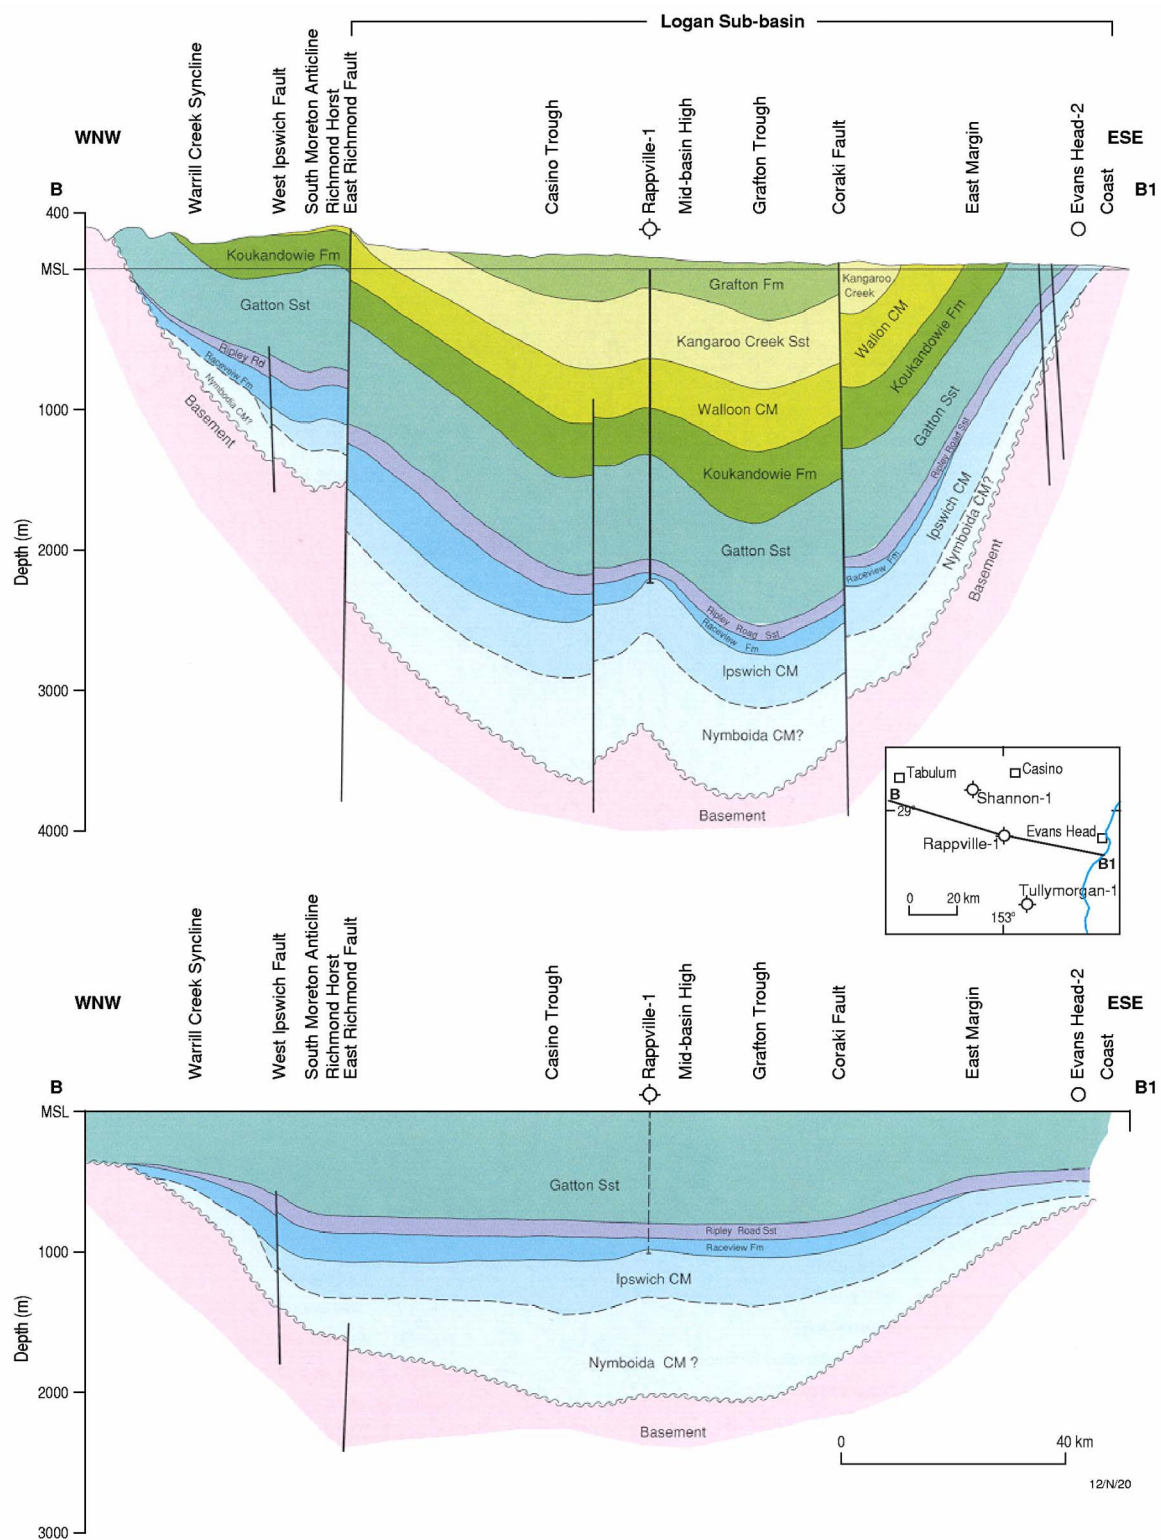 Logan Sub-basin
Warrill Creek Syncline
West Ipswich Fault
South Moreton Anticline
Richmond Horst
East Richmond Fault
Casino Trough
Rappville-1
Mid-basin High
Grafton Trough
Coraki Fault
East Margin
Evans Head-2
Coast
WNW
ESE
B
B1
400
MSL
1000
2000
3000
4000
Depth (m)
Koukandowie Fm
Gatton Sst
Ripley Rd
Raceview Fm
Nymbodia CM?
Basement
Grafton Fm
Kangaroo Creek Sst
Walloon CM
Koukandowie Fm
Gatton Sst
Ripley Road Sst
Raceview Fm
Ipswich CM
Nymboida CM?
Basement
Kangaroo
Creek
Wallon CM
Koukandowie Fm
Gatton Sst
Ripley Road Sst
Raceview Fm
Ipswich CM
Nymboida CM?
Basement
Tabulum
Casino
B
Shannon-1
29°
Evans Head
Rappville-1
B1
Tullymorgan-1
0 20 km
153°
Warrill Creek Syncline
West Ipswich Fault
South Moreton Anticline
Richmond Horst
East Richmond Fault
Casino Trough
Rappville-1
Mid-basin High
Grafton Trough
Coraki Fault
East Margin
Evans Head-2
Coast
WNW
ESE
B
B1
MSL
1000
2000
3000
Depth (m)
Gatton Sst
Ripley Road Sst
Raceview Fm
Ipswich CM
Nymboida CM ?
Basement
0 40 km
12/N/20